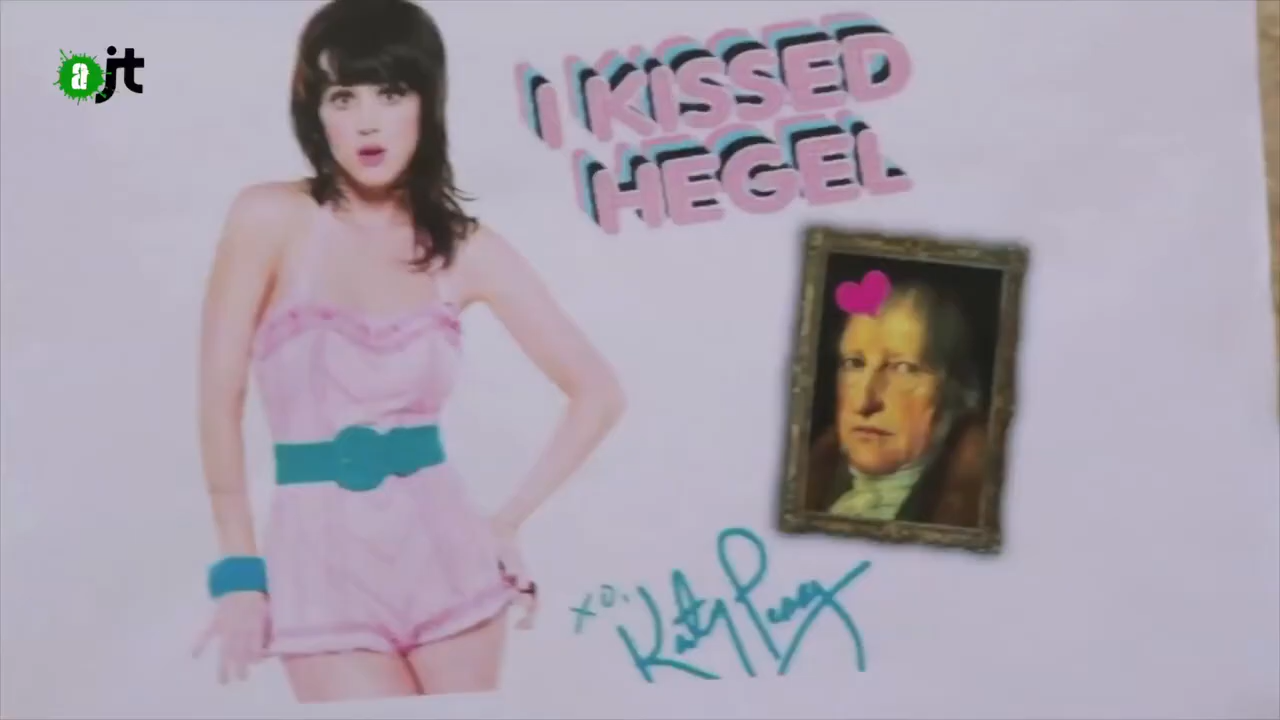 ajt
I KISSED
HEGEL
xo,
Katy Perry